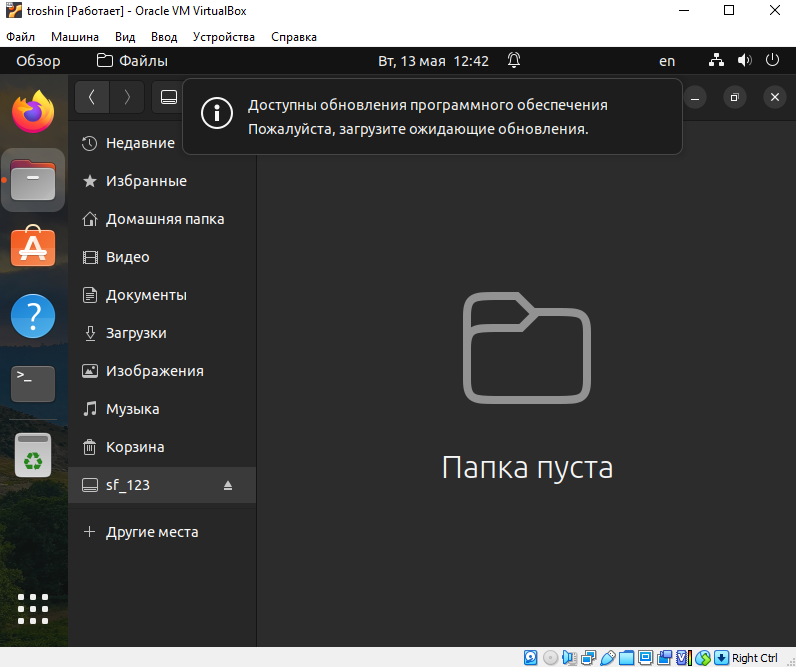 troshin [Работает] - Oracle VM VirtualBox
Файл Машина Вид Ввод Устройства Справка
Обзор Файлы Вт, 13 мая 12:42 en
Доступны обновления программного обеспечения
Пожалуйста, загрузите ожидающие обновления.
Недавние
Избранные
Домашняя папка
Видео
Документы
Загрузки
Изображения
Музыка
Корзина
sf_123
Другие места
Папка пуста
Right Ctrl